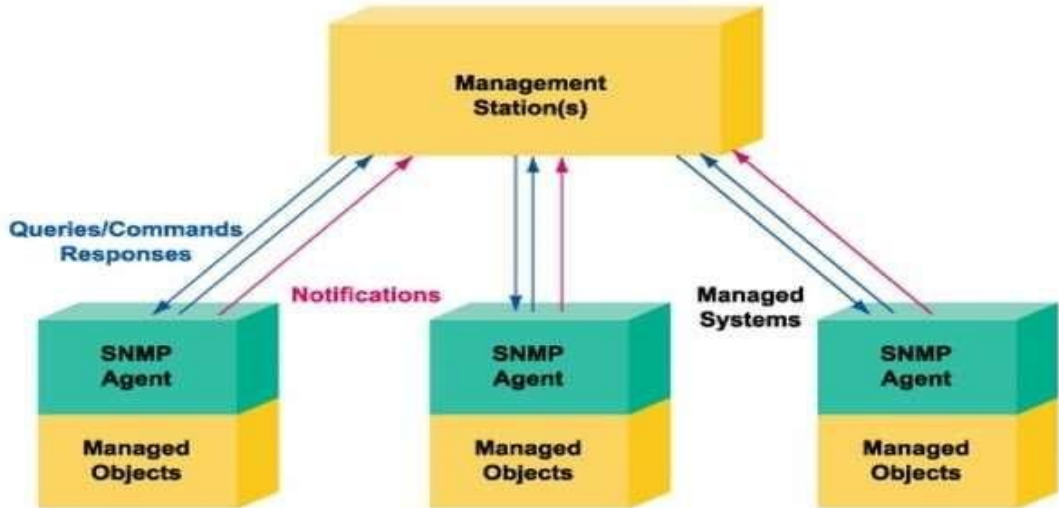 Management
Station(s)
Queries/Commands
Responses
Notifications
Managed
Systems
SNMP
Agent
Managed
Objects
SNMP
Agent
Managed
Objects
SNMP
Agent
Managed
Objects